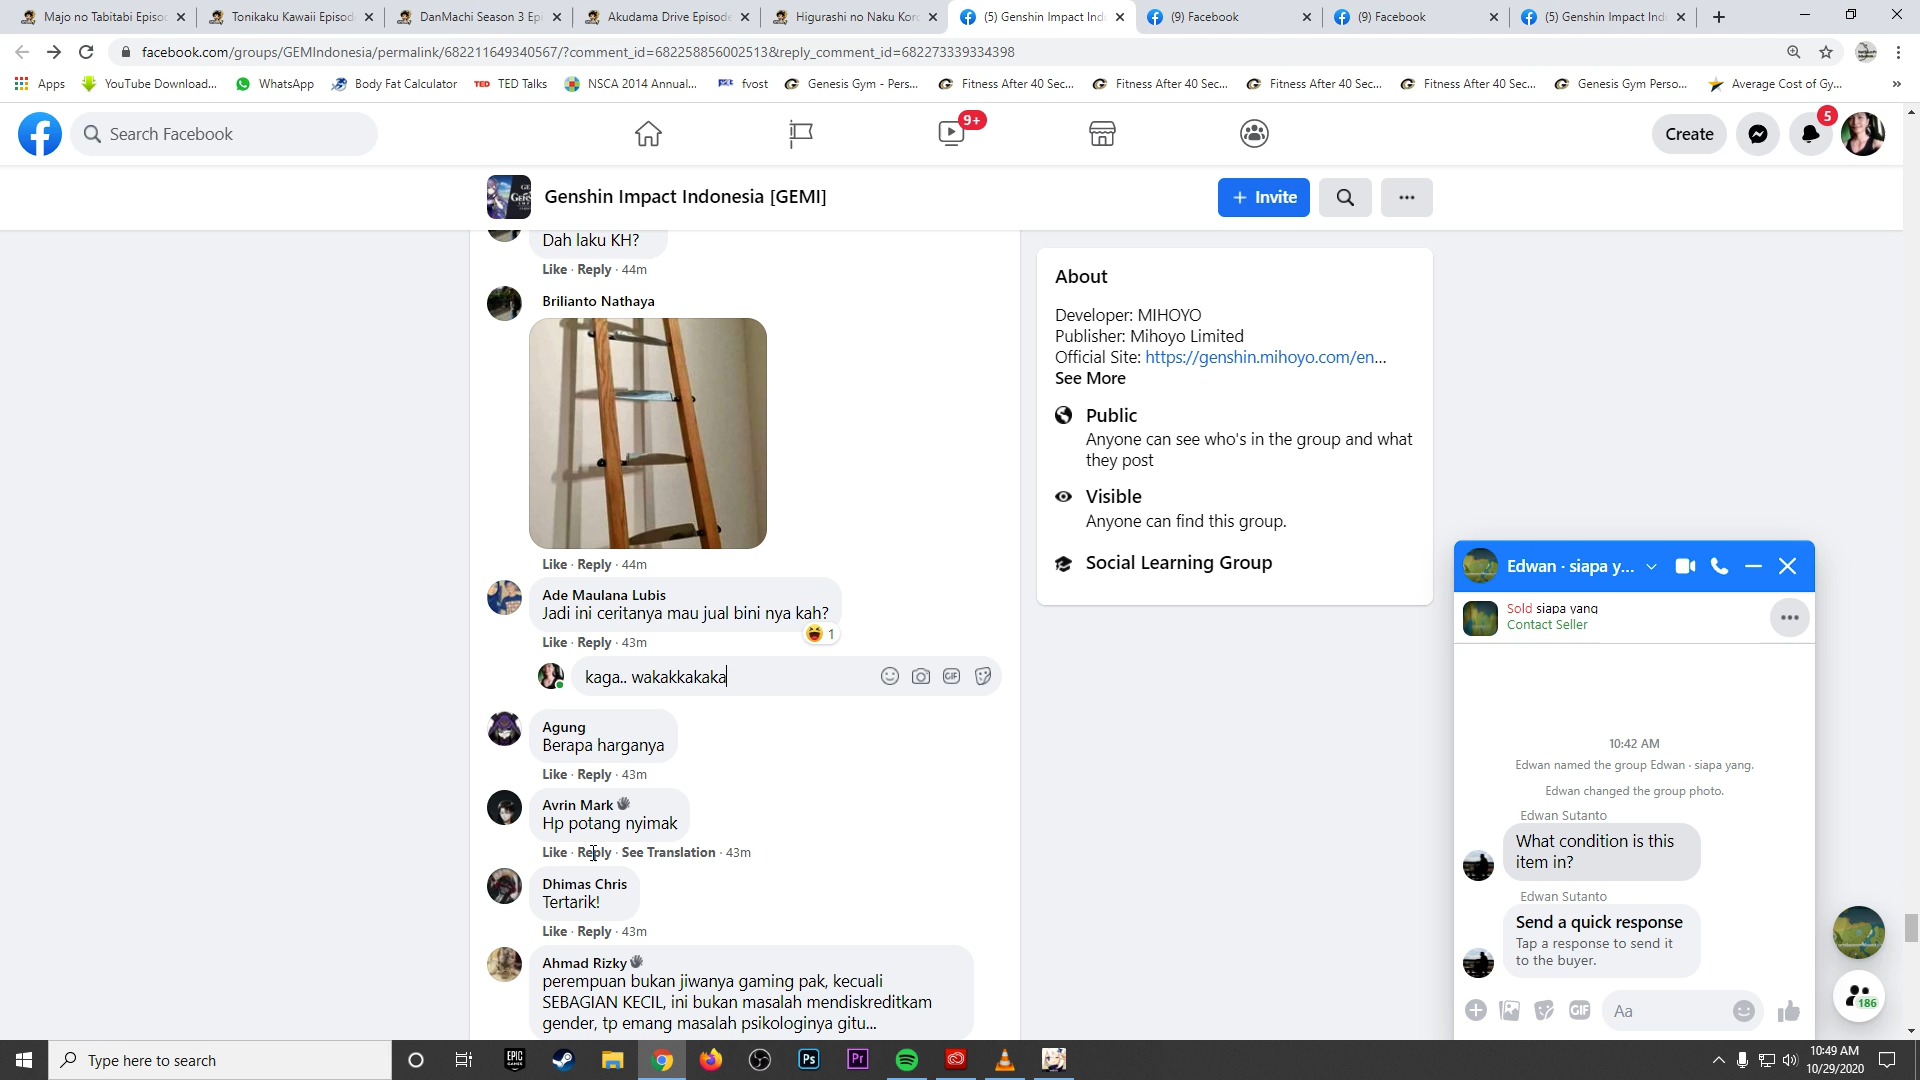 Majo no Tabitabi Episo
Tonikaku Kawaii Episod
DanMachi Season 3 Epi
Akudama Drive Episode
Higurashi no Naku Koro
(5) Genshin Impact Ind
(9) Facebook
(9) Facebook
(5) Genshin Impact Ind
facebook.com/groups/GEMIndonesia/permalink/682211649340567/?comment_id=682258856002513&reply_comment_id=682273339334398
Apps
YouTube Download...
WhatsApp
Body Fat Calculator
TED TED Talks
NSCA 2014 Annual...
fvost
Genesis Gym - Pers...
Fitness After 40 Sec...
Fitness After 40 Sec...
Fitness After 40 Sec...
Fitness After 40 Sec...
Genesis Gym Perso...
Average Cost of Gy...
Search Facebook
9+
Create
5
Genshin Impact Indonesia [GEMI]
+ Invite
Dah laku KH?
Like · Reply · 44m
Brilianto Nathaya
Like · Reply · 44m
Ade Maulana Lubis
Jadi ini ceritanya mau jual bini nya kah?
1
Like · Reply · 43m
kaga.. wakakkakaka
GIF
Agung
Berapa harganya
Like · Reply · 43m
Avrin Mark
Hp potang nyimak
Like · Reply · See Translation · 43m
Dhimas Chris
Tertarik!
Like · Reply · 43m
Ahmad Rizky
perempuan bukan jiwanya gaming pak, kecuali
SEBAGIAN KECIL, ini bukan masalah mendiskreditkam
gender, tp emang masalah psikologinya gitu...
About
Developer: MIHOYO
Publisher: Mihoyo Limited
Official Site: https://genshin.mihoyo.com/en...
See More
Public
Anyone can see who's in the group and what
they post
Visible
Anyone can find this group.
Social Learning Group
Edwan · siapa y...
Sold siapa yang
Contact Seller
10:42 AM
Edwan named the group Edwan · siapa yang.
Edwan changed the group photo.
Edwan Sutanto
What condition is this
item in?
Edwan Sutanto
Send a quick response
Tap a response to send it
to the buyer.
GIF
Aa
186
Type here to search
EPIC GAMES
Ps
Pr
10:49 AM
10/29/2020